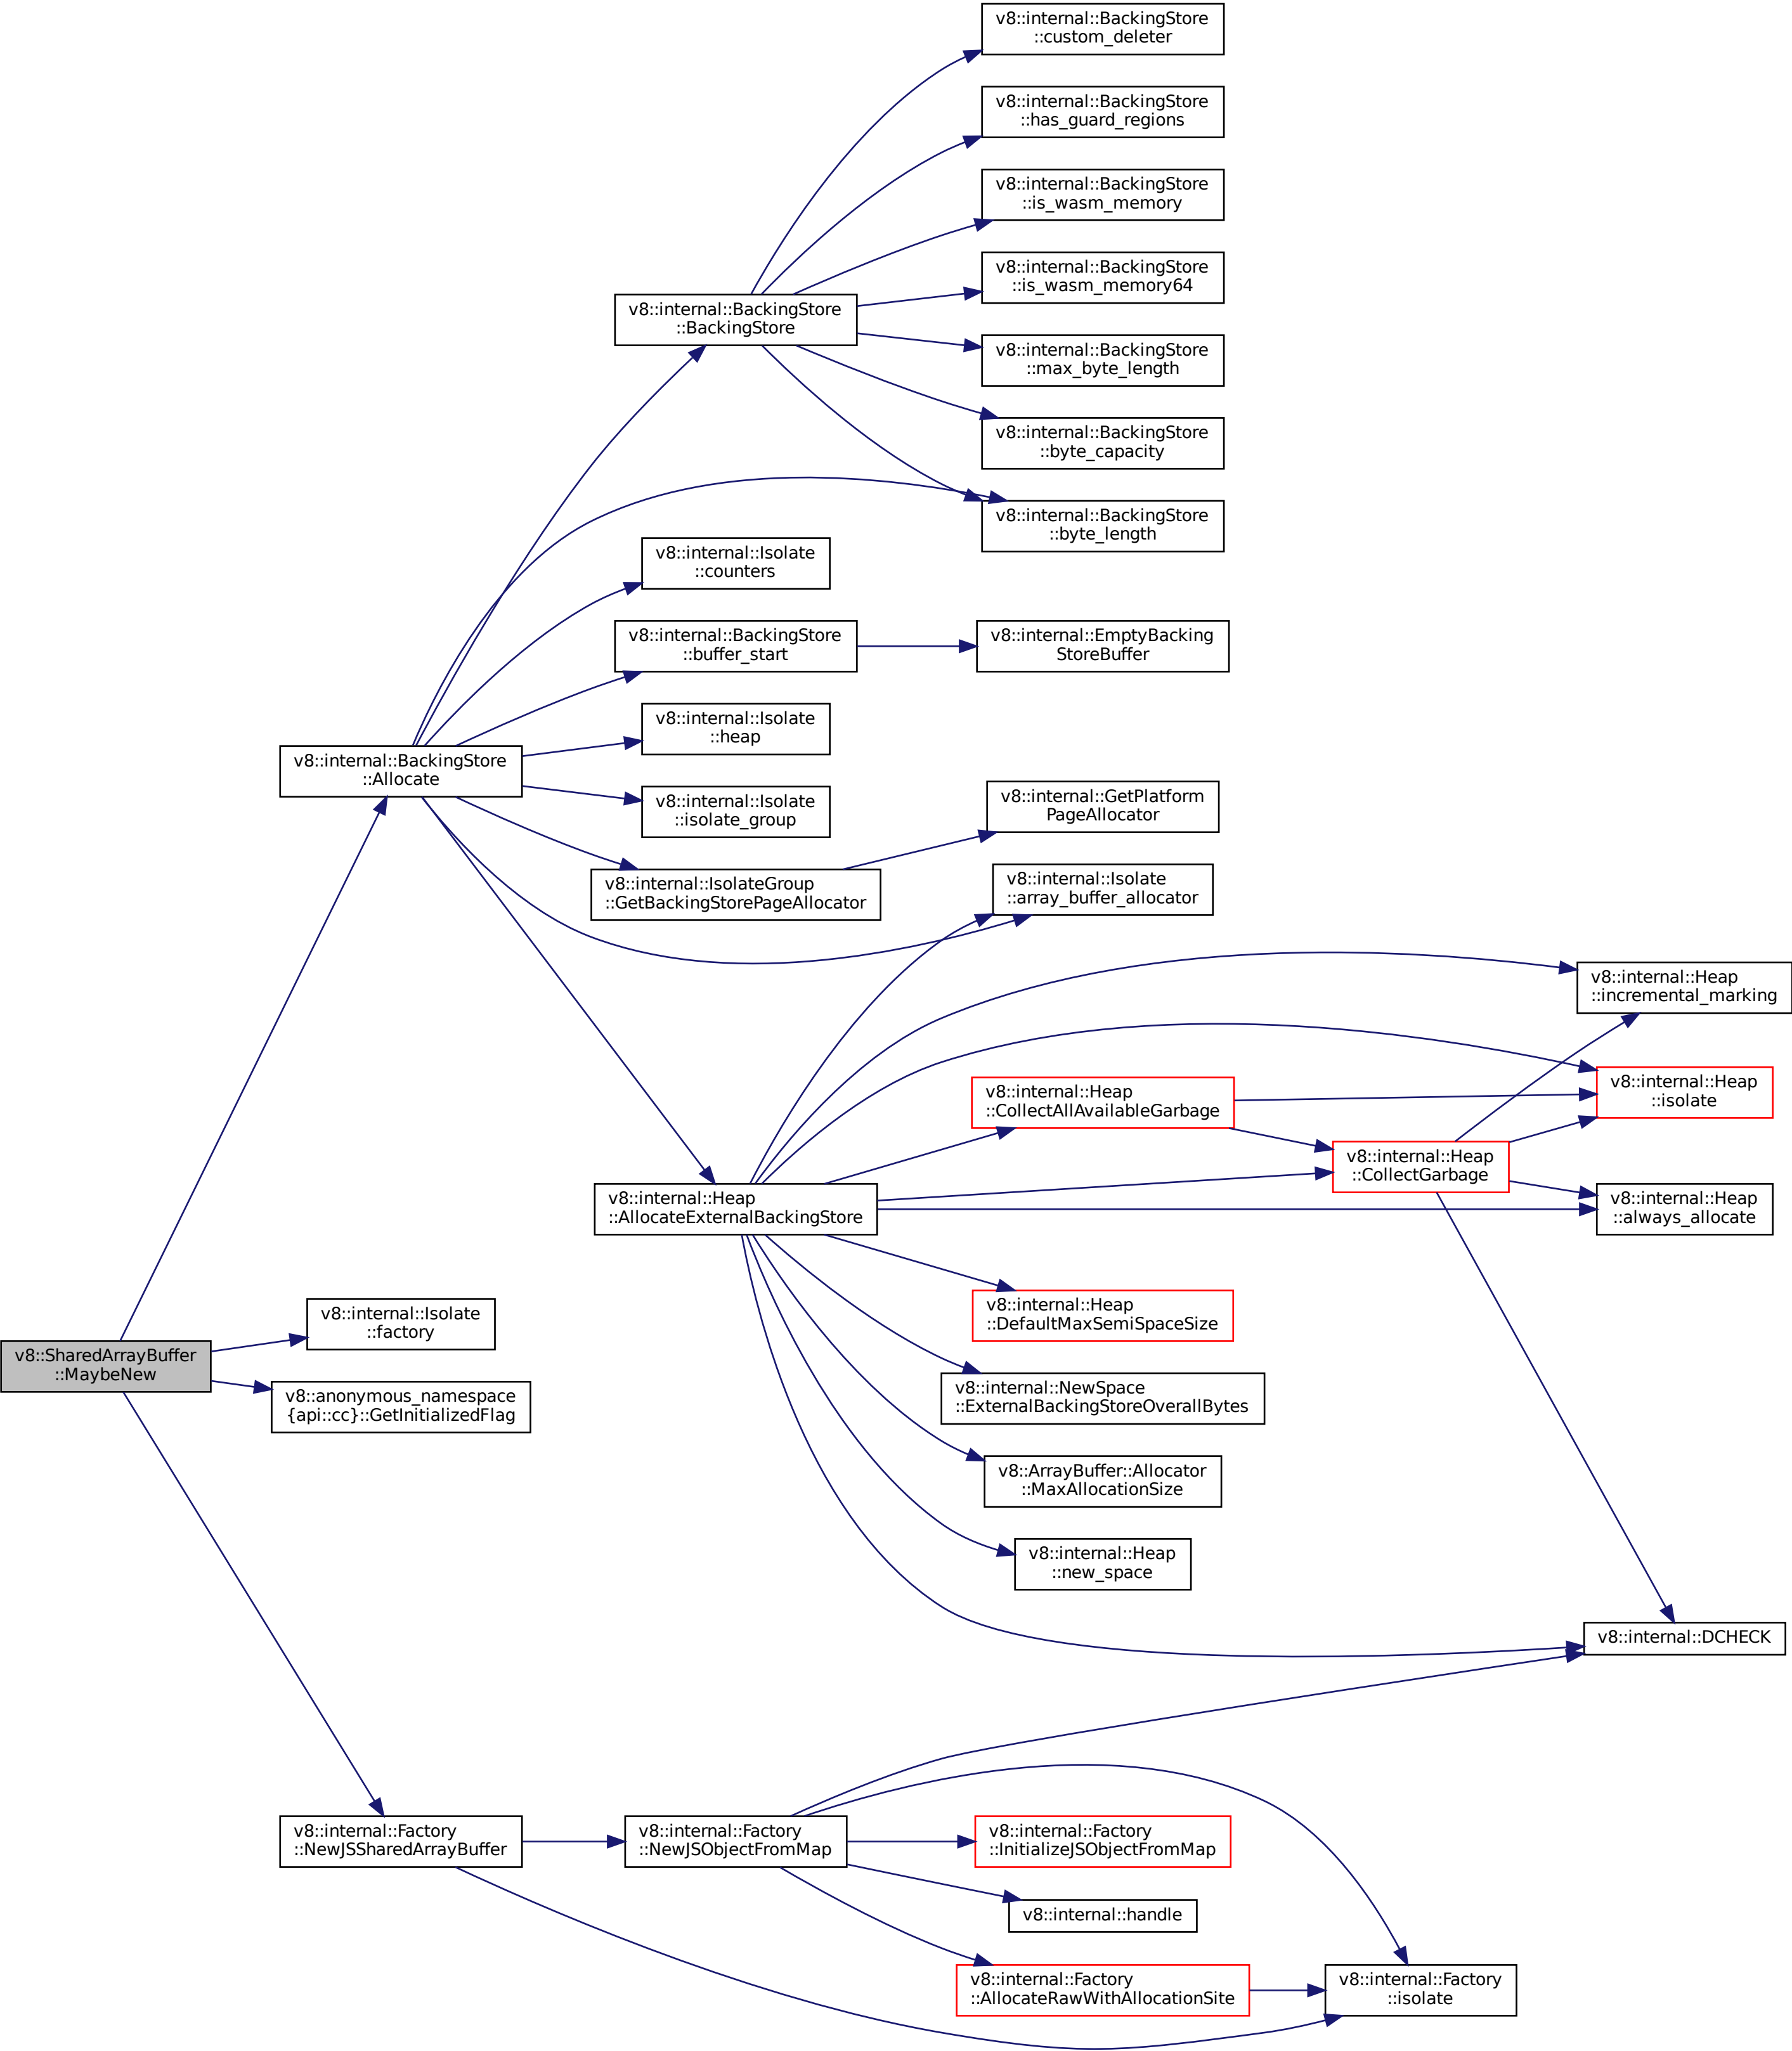 v8::internal::BackingStore
::custom_deleter
v8::internal::BackingStore
::has_guard_regions
v8::internal::BackingStore
::is_wasm_memory
v8::internal::BackingStore
::is_wasm_memory64
v8::internal::BackingStore
::BackingStore
v8::internal::BackingStore
::max_byte_length
v8::internal::BackingStore
::byte_capacity
v8::internal::BackingStore
::byte_length
v8::internal::Isolate
::counters
v8::internal::BackingStore
::buffer_start
v8::internal::EmptyBacking
StoreBuffer
v8::internal::Isolate
::heap
v8::internal::BackingStore
::Allocate
v8::internal::Isolate
::isolate_group
v8::internal::GetPlatform
PageAllocator
v8::internal::IsolateGroup
::GetBackingStorePageAllocator
v8::internal::Isolate
::array_buffer_allocator
v8::internal::Heap
::incremental_marking
v8::internal::Heap
::CollectAllAvailableGarbage
v8::internal::Heap
::isolate
v8::internal::Heap
::CollectGarbage
v8::internal::Heap
::AllocateExternalBackingStore
v8::internal::Heap
::always_allocate
v8::internal::Heap
::DefaultMaxSemiSpaceSize
v8::internal::Isolate
::factory
v8::SharedArrayBuffer
::MaybeNew
v8::internal::NewSpace
::ExternalBackingStoreOverallBytes
v8::anonymous_namespace
{api::cc}::GetInitializedFlag
v8::ArrayBuffer::Allocator
::MaxAllocationSize
v8::internal::Heap
::new_space
v8::internal::DCHECK
v8::internal::Factory
::NewJSSharedArrayBuffer
v8::internal::Factory
::NewJSObjectFromMap
v8::internal::Factory
::InitializeJSObjectFromMap
v8::internal::handle
v8::internal::Factory
::AllocateRawWithAllocationSite
v8::internal::Factory
::isolate